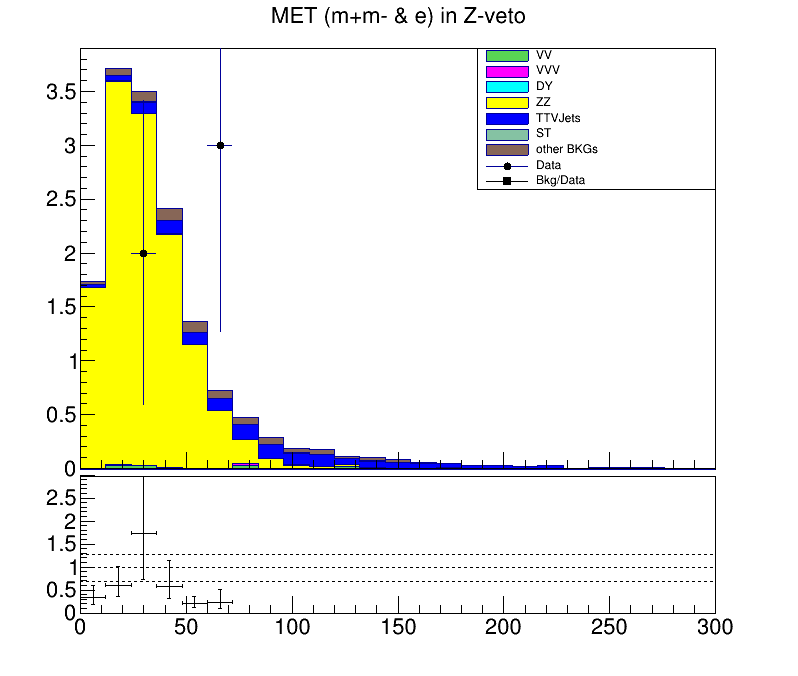 MET (m+m- & e) in Z-veto
VV
VVV
DY
ZZ
TTVJets
ST
other BKGs
Data
Bkg/Data
3.5
3
2.5
2
1.5
1
0.5
0
2.5
2
1.5
1
0.5
0
0 50 100 150 200 250 300